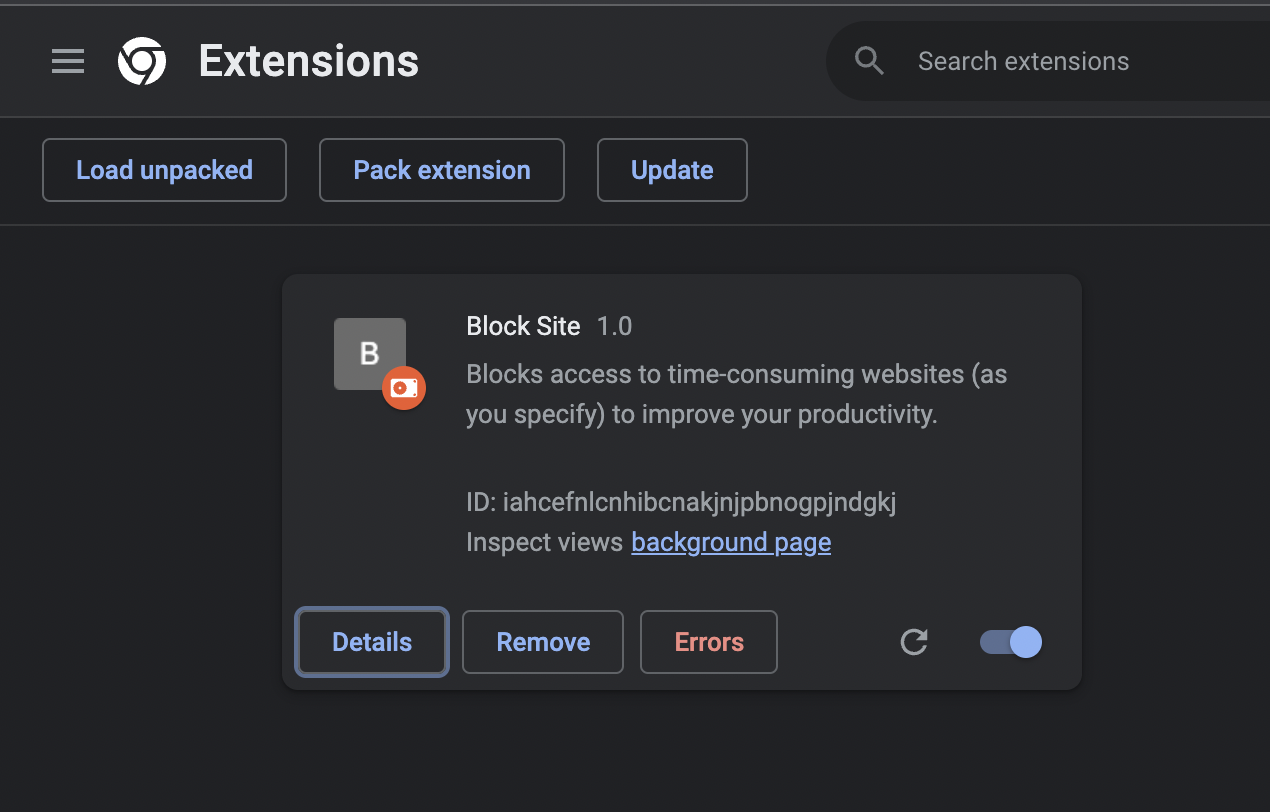 Extensions
Search extensions
Load unpacked
Pack extension
Update
B
Block Site 1.0
Blocks access to time-consuming websites (as
you specify) to improve your productivity.
ID: iahcefnlcnhibcnakjnjpbnogpjndgkj
Inspect views background page
Details
Remove
Errors